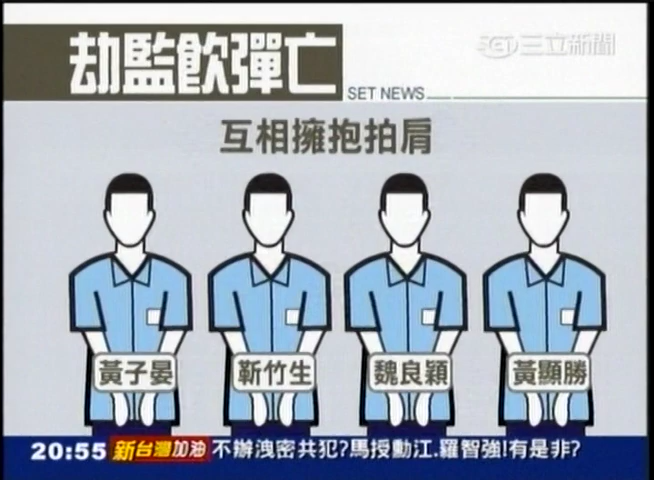 劫監飲彈亡
三立新聞
SET NEWS
互相擁抱拍肩
黃子晏
靳竹生
魏良穎
黃顯勝
20:55 新台灣加油 不辦洩密共犯?馬授勳江.羅智強!有是非?